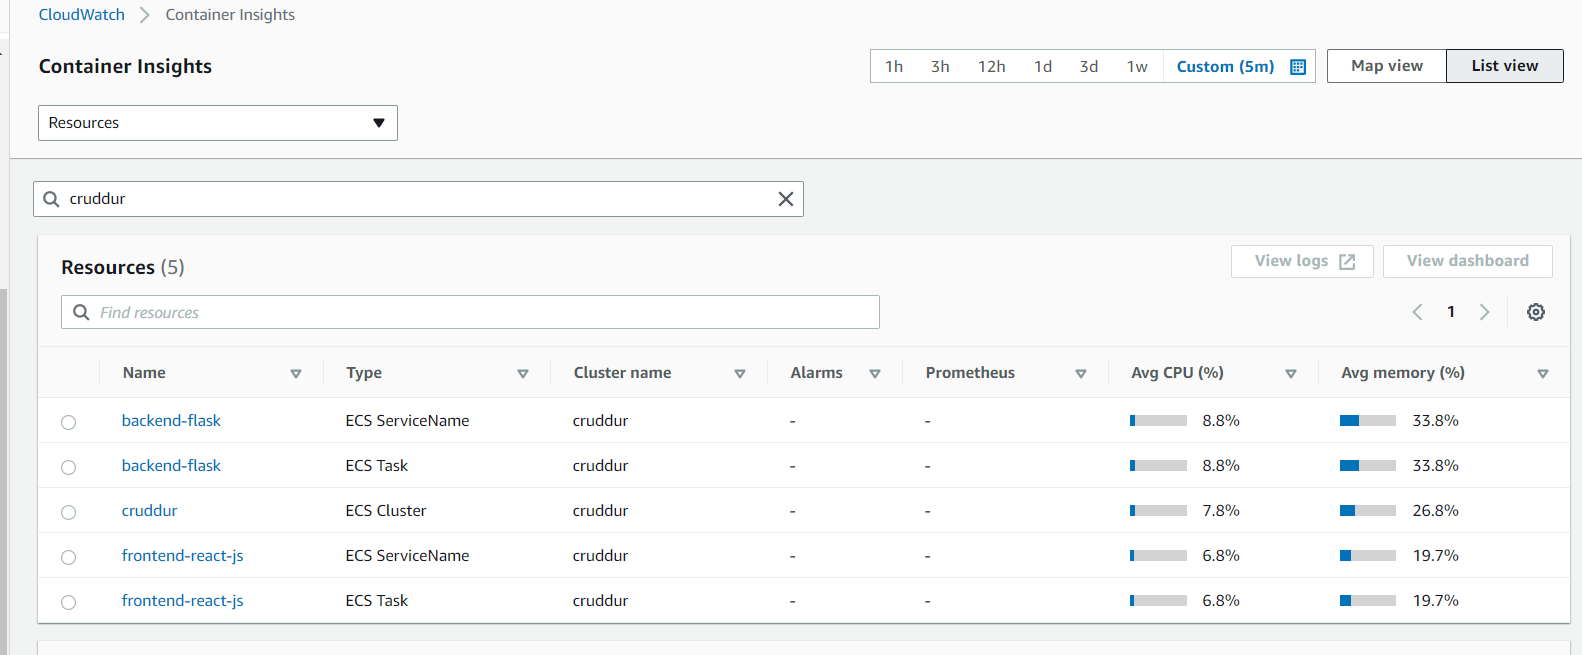 CloudWatch Container Insights
Container Insights
1h 3h 12h 1d 3d 1w Custom (5m) Map view List view
Resources
cruddur
Resources (5)
View logs View dashboard
Find resources
1
Name Type Cluster name Alarms Prometheus Avg CPU (%) Avg memory (%)
backend-flask ECS ServiceName cruddur - - 8.8% 33.8%
backend-flask ECS Task cruddur - - 8.8% 33.8%
cruddur ECS Cluster cruddur - - 7.8% 26.8%
frontend-react-js ECS ServiceName cruddur - - 6.8% 19.7%
frontend-react-js ECS Task cruddur - - 6.8% 19.7%